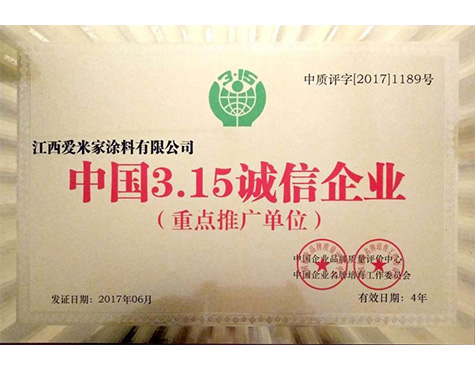 3·15
中质评字[2017]1189号
江西爱米家涂料有限公司
中国3.15诚信企业
（重点推广单位）
中国企业品牌质量评价中心
中国企业名牌培育工作委员会
发证日期：2017年06月
有效日期：4年